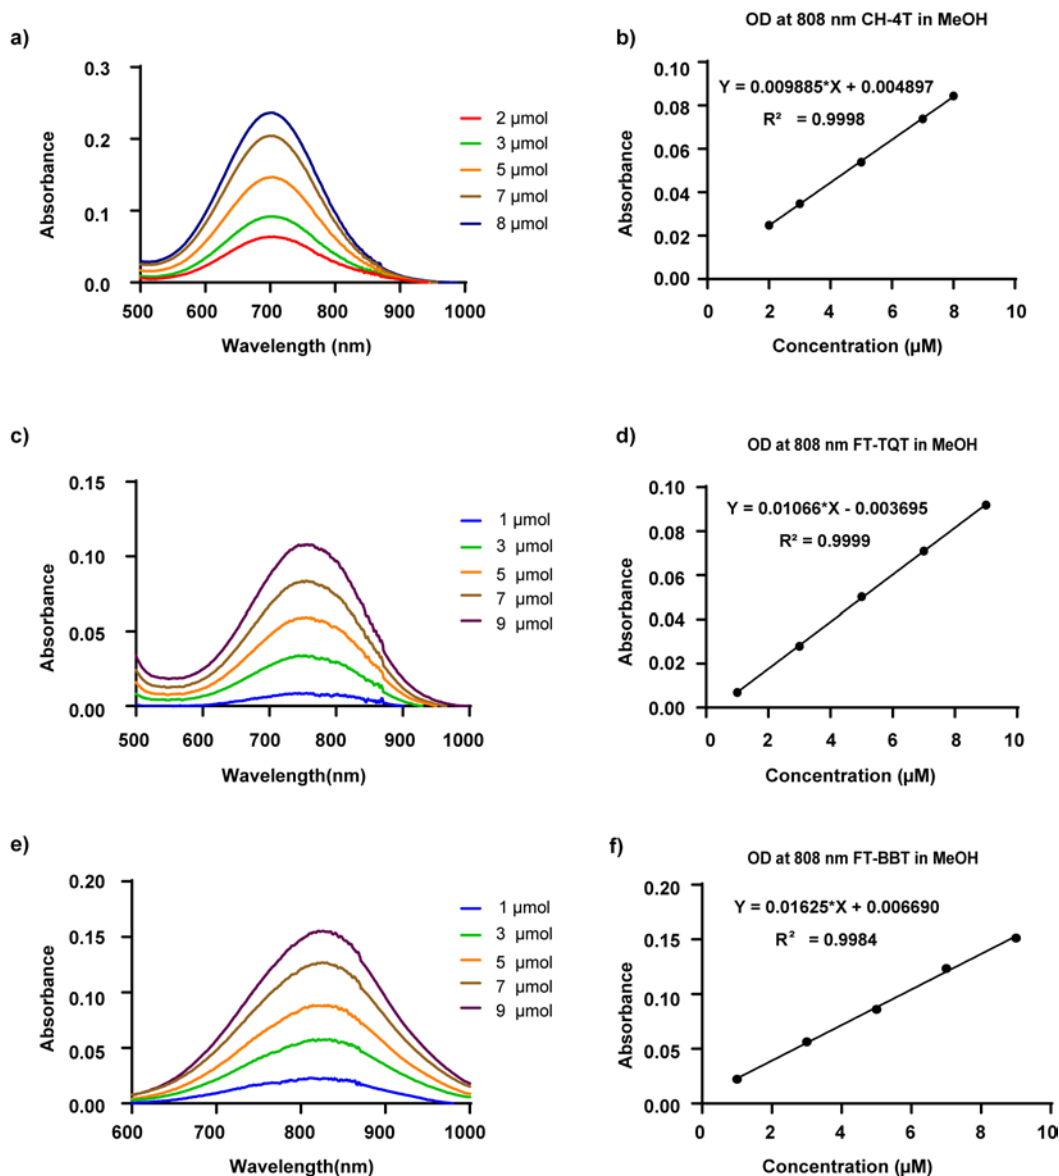 a)
0.3
0.2
0.1
0.0
Absorbance
500 600 700 800 900 1000
Wavelength (nm)
2 µmol
3 µmol
5 µmol
7 µmol
8 µmol
b)
OD at 808 nm CH-4T in MeOH
Y = 0.009885*X + 0.004897
R² = 0.9998
0.10
0.08
0.06
0.04
0.02
0.00
Absorbance
0 2 4 6 8 10
Concentration (µM)
c)
0.15
0.10
0.05
0.00
Absorbance
500 600 700 800 900 1000
Wavelength(nm)
1 µmol
3 µmol
5 µmol
7 µmol
9 µmol
d)
OD at 808 nm FT-TQT in MeOH
Y = 0.01066*X - 0.003695
R² = 0.9999
0.10
0.08
0.06
0.04
0.02
0.00
Absorbance
0 2 4 6 8 10
Concentration (µM)
e)
0.20
0.15
0.10
0.05
0.00
Absorbance
600 700 800 900 1000
Wavelength(nm)
1 µmol
3 µmol
5 µmol
7 µmol
9 µmol
f)
OD at 808 nm FT-BBT in MeOH
Y = 0.01625*X + 0.006690
R² = 0.9984
0.20
0.15
0.10
0.05
0.00
Absorbance
0 2 4 6 8 10
Concentration (µM)